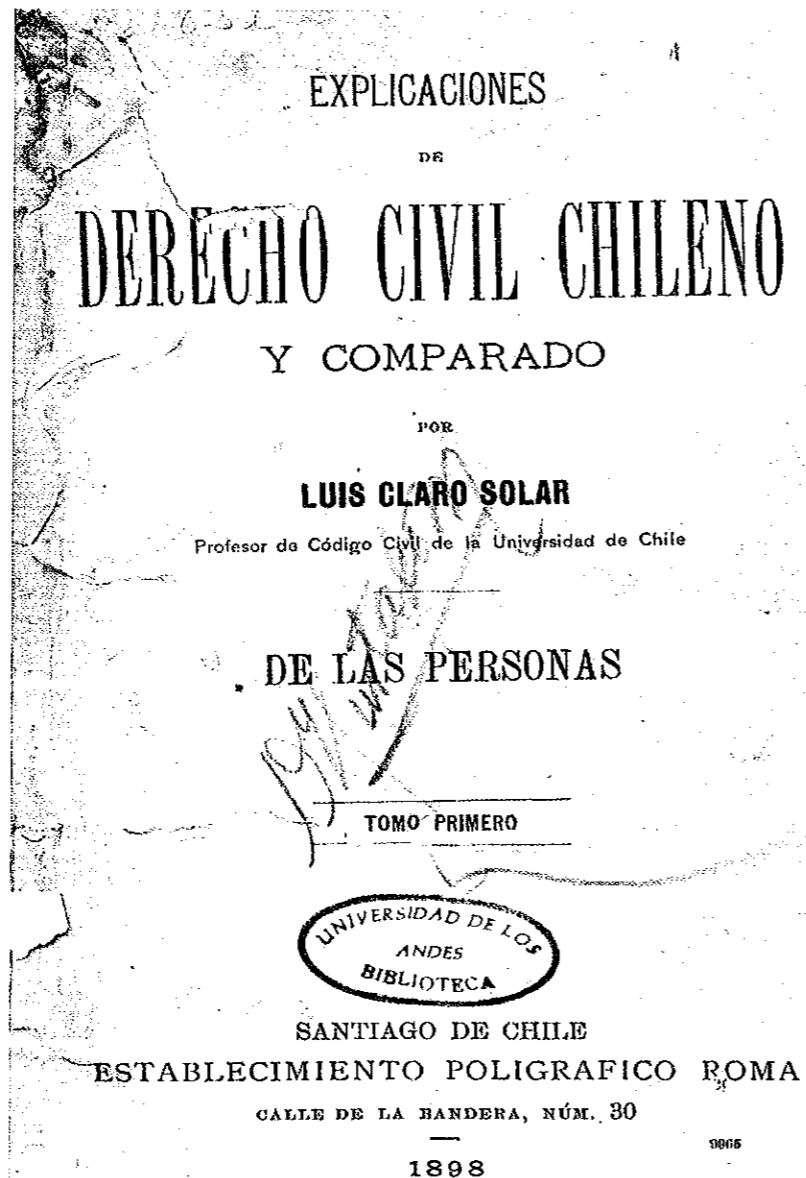 EXPLICACIONES
DE
DERECHO CIVIL CHILENO
Y COMPARADO
POR
LUIS CLARO SOLAR
Profesor de Código Civil de la Universidad de Chile
DE LAS PERSONAS
TOMO PRIMERO
UNIVERSIDAD DE LOS
ANDES
BIBLIOTECA
SANTIAGO DE CHILE
ESTABLECIMIENTO POLIGRAFICO ROMA
CALLE DE LA BANDERA, NÚM. 30
1898